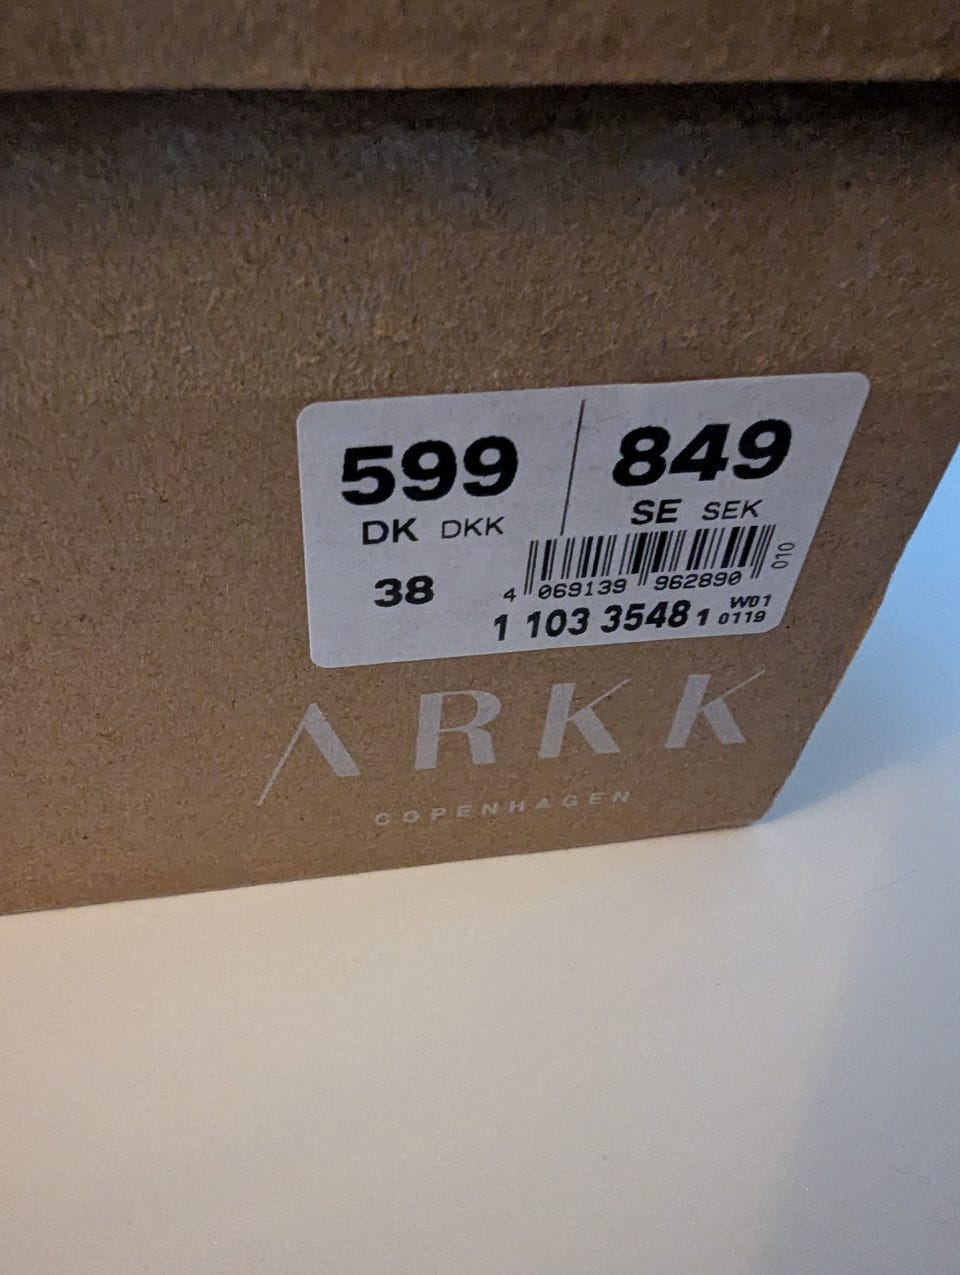 599 849
DK DKK SE SEK
38
4 069139 962890
010
1 103 3548 1 W01 0119
ARKK
COPENHAGEN